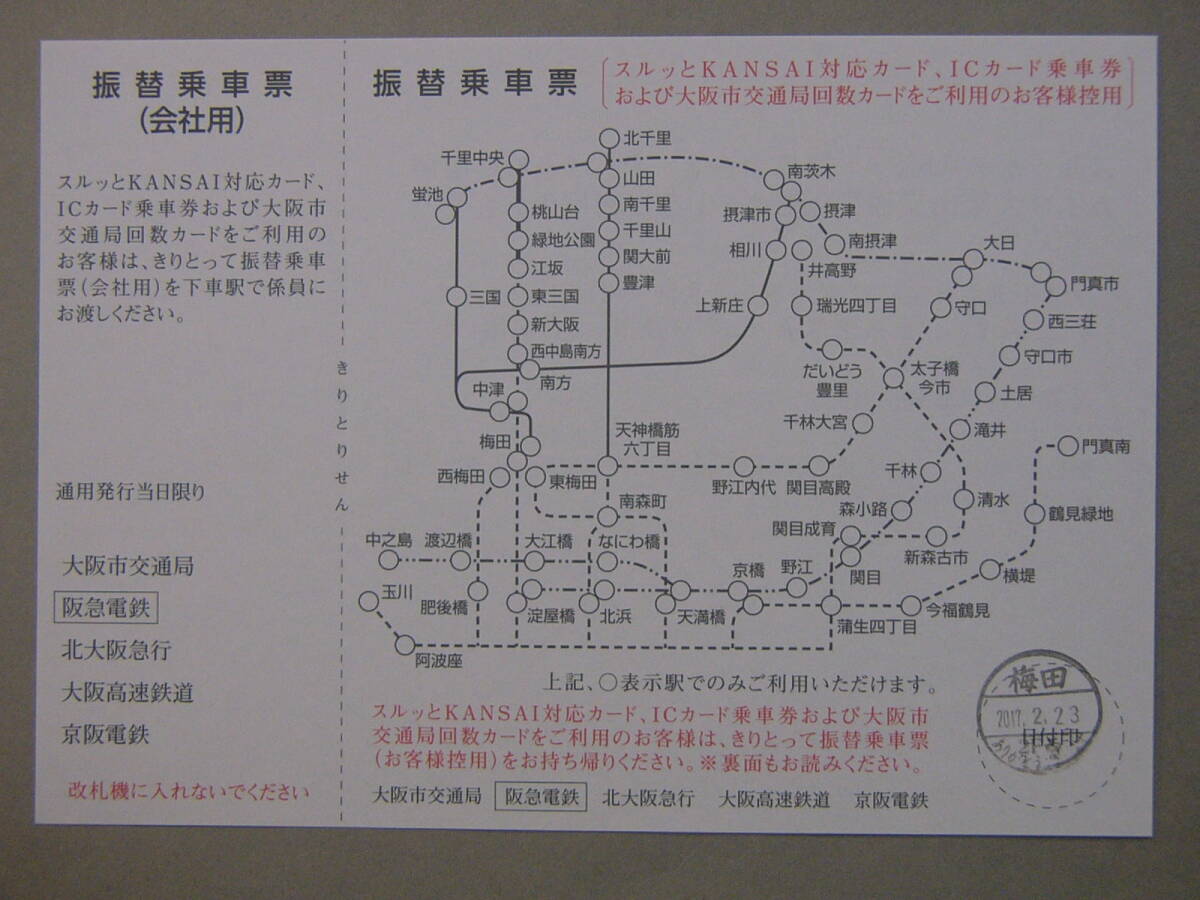 振替乗車票
(会社用)
スルッとKANSAI対応カード、
ICカード乗車券および大阪市
交通局回数カードをご利用の
お客様は、きりとって振替乗車
票(会社用)を下車駅で係員に
お渡しください。
通用発行当日限り
大阪市交通局
阪急電鉄
北大阪急行
大阪高速鉄道
京阪電鉄
改札機に入れないでください
きりとりせん
振替乗車票
スルッとKANSAI対応カード、ICカード乗車券
および大阪市交通局回数カードをご利用のお客様控用
北千里
千里中央
南茨木
山田
蛍池
桃山台
南千里
摂津市
摂津
緑地公園
千里山
相川
南摂津
大日
江坂
関大前
井高野
門真市
三国
東三国
豊津
上新庄
瑞光四丁目
守口
西三荘
新大阪
西中島南方
だいどう
豊里
太子橋
今市
守口市
中津
南方
土居
梅田
天神橋筋
六丁目
千林大宮
滝井
門真南
西梅田
東梅田
野江内代
関目高殿
千林
南森町
森小路
清水
鶴見緑地
関目成育
新森古市
中之島
渡辺橋
大江橋
なにわ橋
京橋
野江
関目
横堤
玉川
肥後橋
淀屋橋
北浜
天満橋
蒲生四丁目
今福鶴見
阿波座
上記、○表示駅でのみご利用いただけます。
スルッとKANSAI対応カード、ICカード乗車券および大阪市
交通局回数カードをご利用のお客様は、きりとって振替乗車票
(お客様控用)をお持ち帰りください。※裏面もお読みください。
大阪市交通局
阪急電鉄
北大阪急行
大阪高速鉄道
京阪電鉄
梅田
2017.2.23